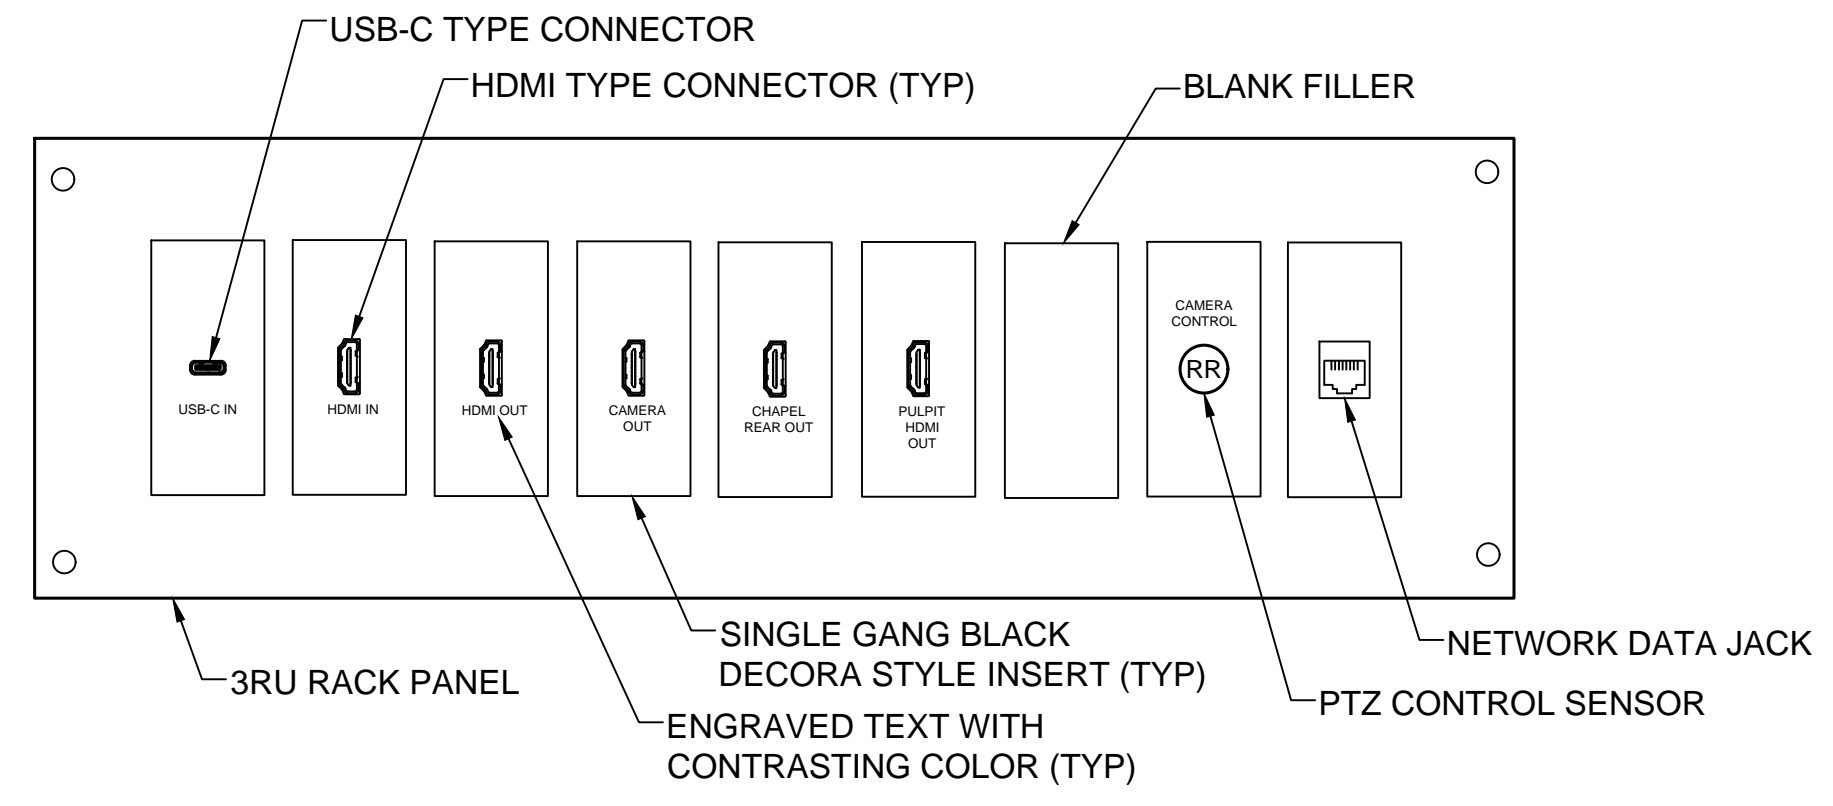 USB-C TYPE CONNECTOR
HDMI TYPE CONNECTOR (TYP)
BLANK FILLER
USB-C IN
HDMI IN
HDMI OUT
CAMERA
OUT
CHAPEL
REAR OUT
PULPIT
HDMI
OUT
CAMERA
CONTROL
RR
3RU RACK PANEL
ENGRAVED TEXT WITH
CONTRASTING COLOR (TYP)
SINGLE GANG BLACK
DECORA STYLE INSERT (TYP)
PTZ CONTROL SENSOR
NETWORK DATA JACK